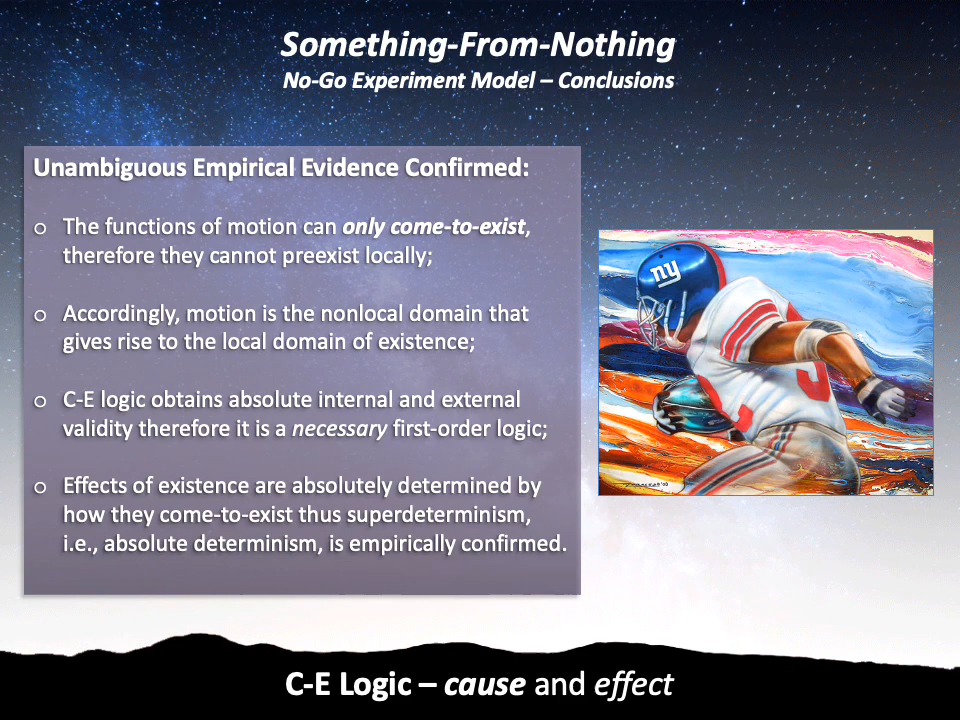 Something-From-Nothing
No-Go Experiment Model – Conclusions
Unambiguous Empirical Evidence Confirmed:
○ The functions of motion can only come-to-exist,
therefore they cannot preexist locally;
○ Accordingly, motion is the nonlocal domain that
gives rise to the local domain of existence;
○ C-E logic obtains absolute internal and external
validity therefore it is a necessary first-order logic;
○ Effects of existence are absolutely determined by
how they come-to-exist thus superdeterminism,
i.e., absolute determinism, is empirically confirmed.
ny
C-E Logic – cause and effect